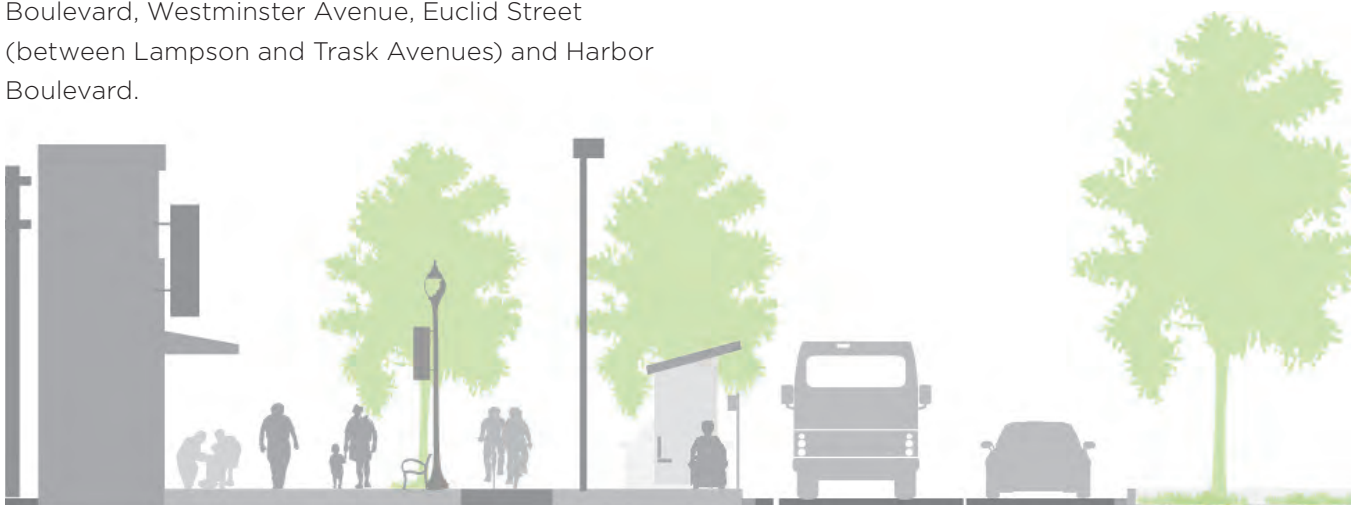 Boulevard, Westminster Avenue, Euclid Street
(between Lampson and Trask Avenues) and Harbor
Boulevard.